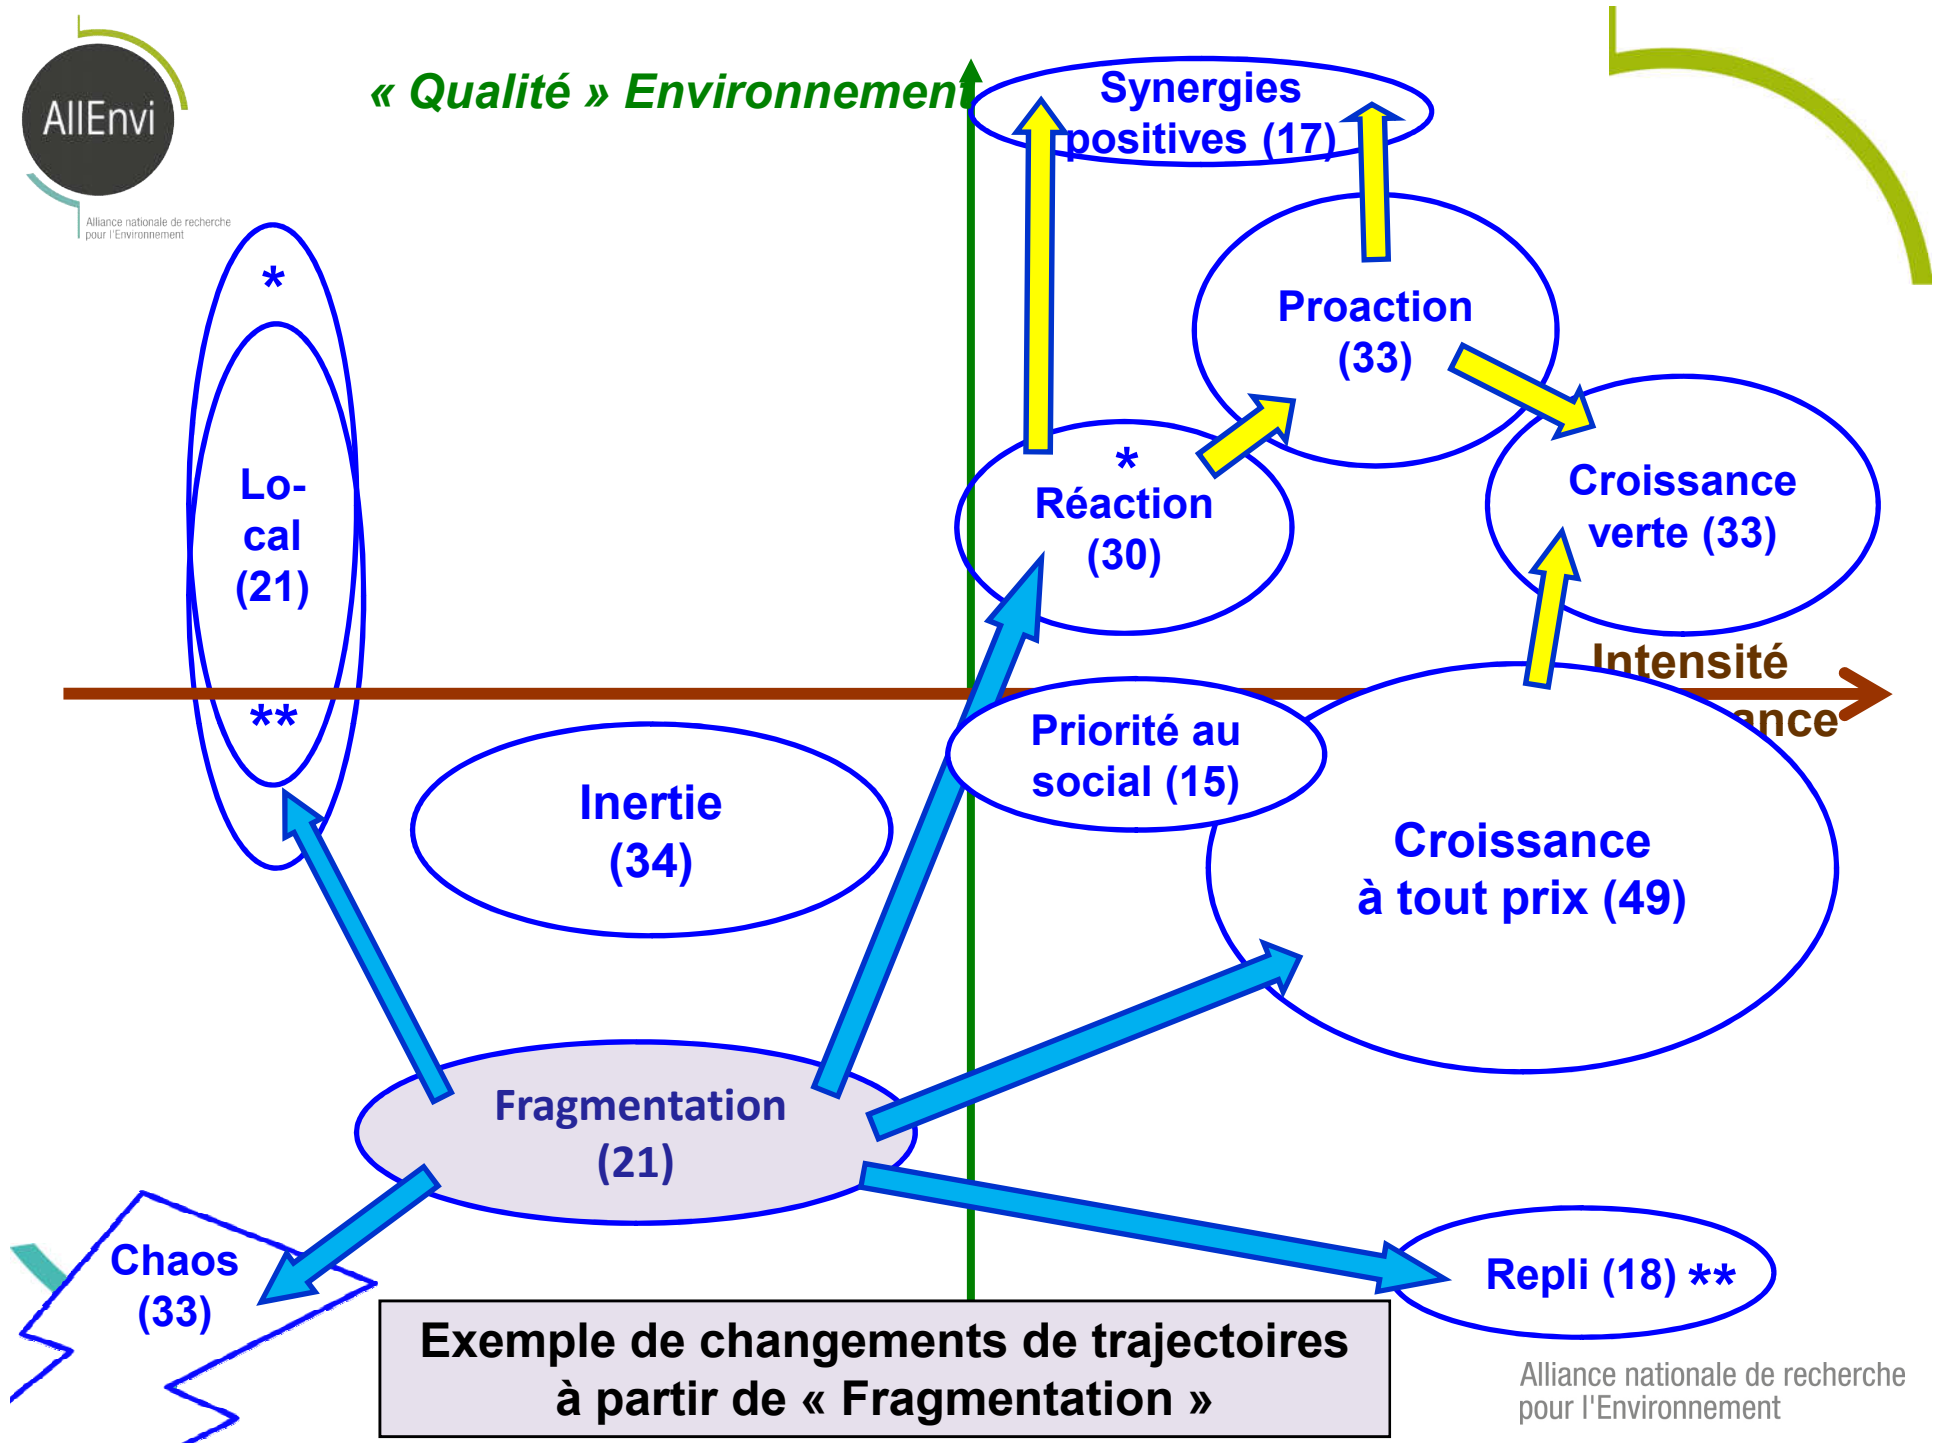 AllEnvi
Alliance nationale de recherche
pour l'Environnement
« Qualité » Environnement
Synergies
positives (17)
*
Proaction
(33)
Lo-
cal
(21)
**
*
Réaction
(30)
Croissance
verte (33)
Intensité
ance
Priorité au
social (15)
Inertie
(34)
Croissance
à tout prix (49)
Fragmentation
(21)
Chaos
(33)
Repli (18) **
Exemple de changements de trajectoires
à partir de « Fragmentation »
Alliance nationale de recherche
pour l'Environnement